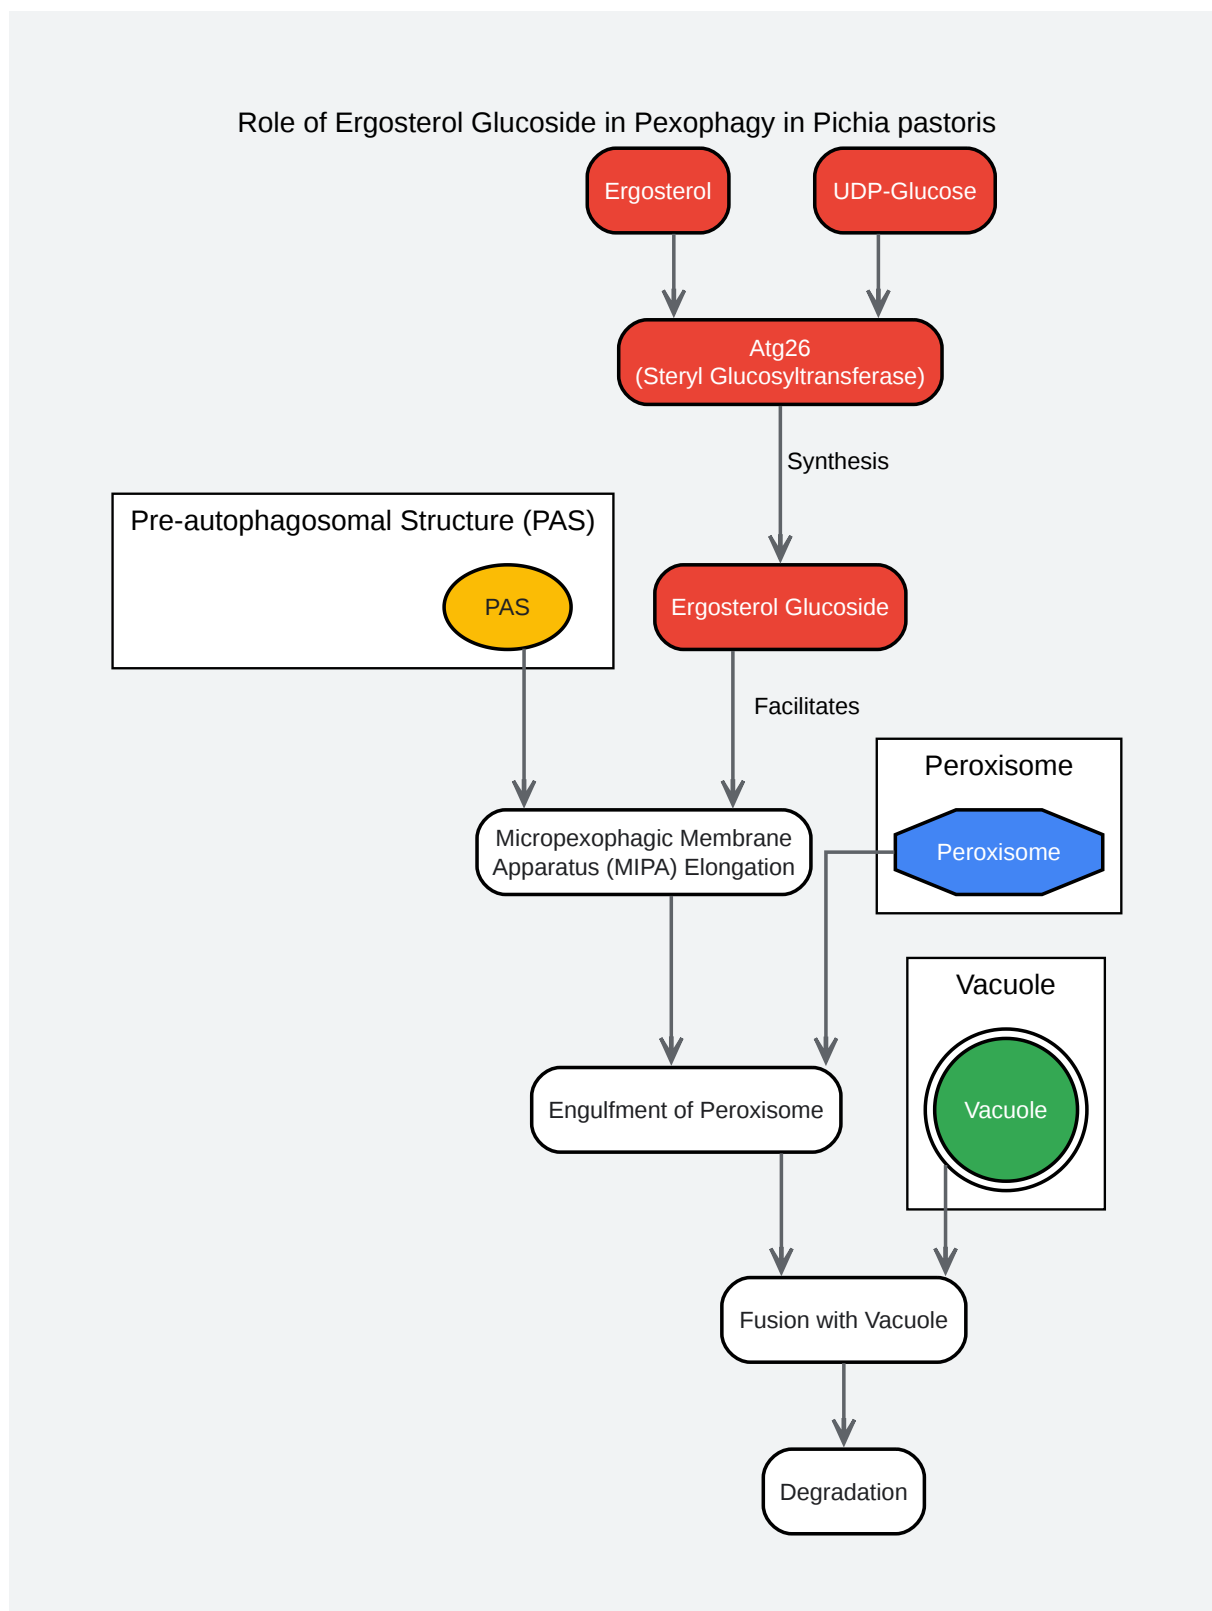 Role of Ergosterol Glucoside in Pexophagy in Pichia pastoris
Ergosterol
UDP-Glucose
Atg26
(Steryl Glucosyltransferase)
Synthesis
Pre-autophagosomal Structure (PAS)
PAS
Ergosterol Glucoside
Facilitates
Peroxisome
Micropexophagic Membrane
Apparatus (MIPA) Elongation
Peroxisome
Vacuole
Engulfment of Peroxisome
Vacuole
Fusion with Vacuole
Degradation